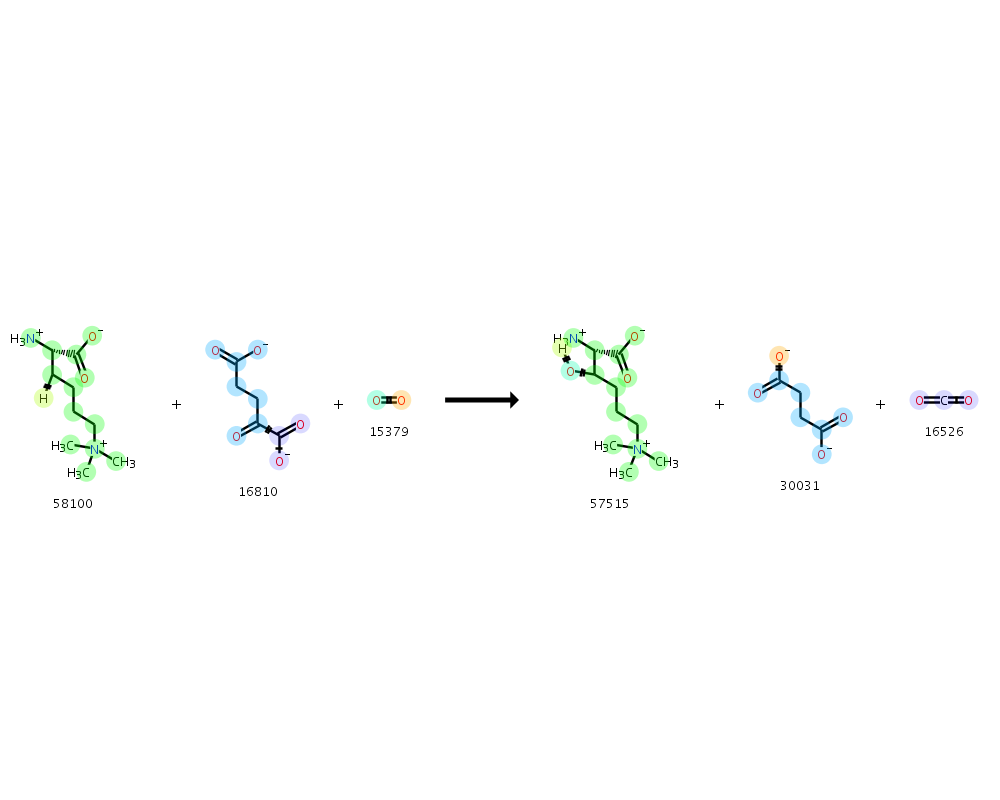 H₃N⁺ O⁻ O H H₃C N⁺ CH₃ H₃C
58100
+
O O⁻ O O O⁻
16810
+
O O
15379
H₃N⁺ O⁻ H O O H₃C N⁺ CH₃ H₃C
57515
+
O⁻ O O O⁻
30031
+
O C O
16526